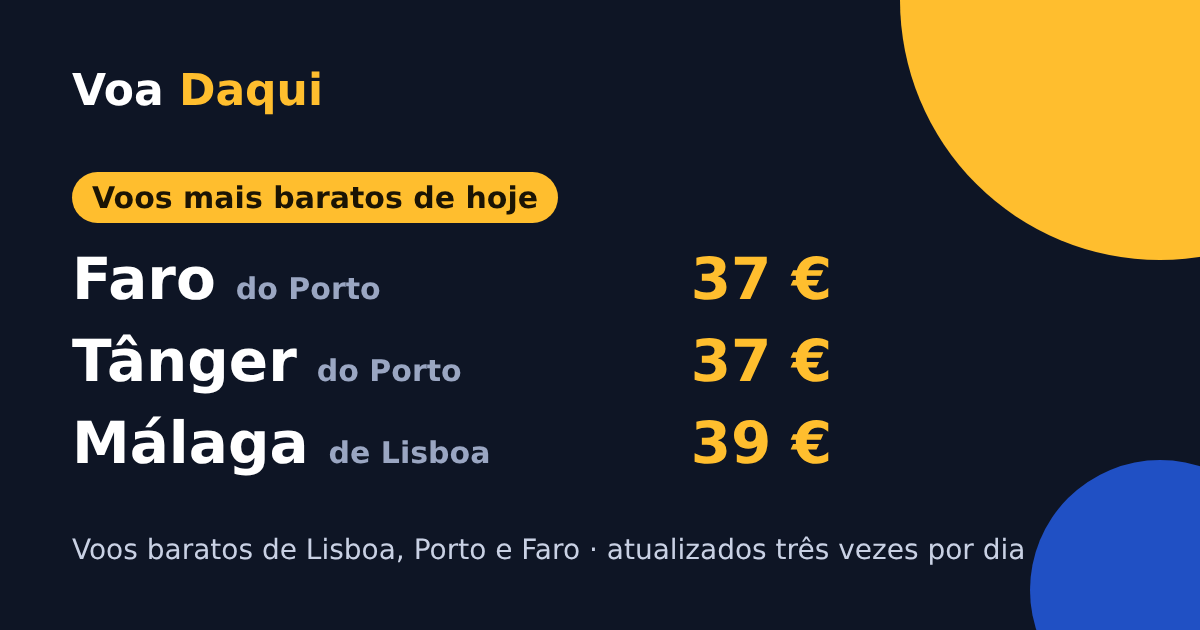 Voa Daqui
Voos mais baratos de hoje
Faro do Porto 37 €
Tânger do Porto 37 €
Málaga de Lisboa 39 €
Voos baratos de Lisboa, Porto e Faro · atualizados três vezes por dia